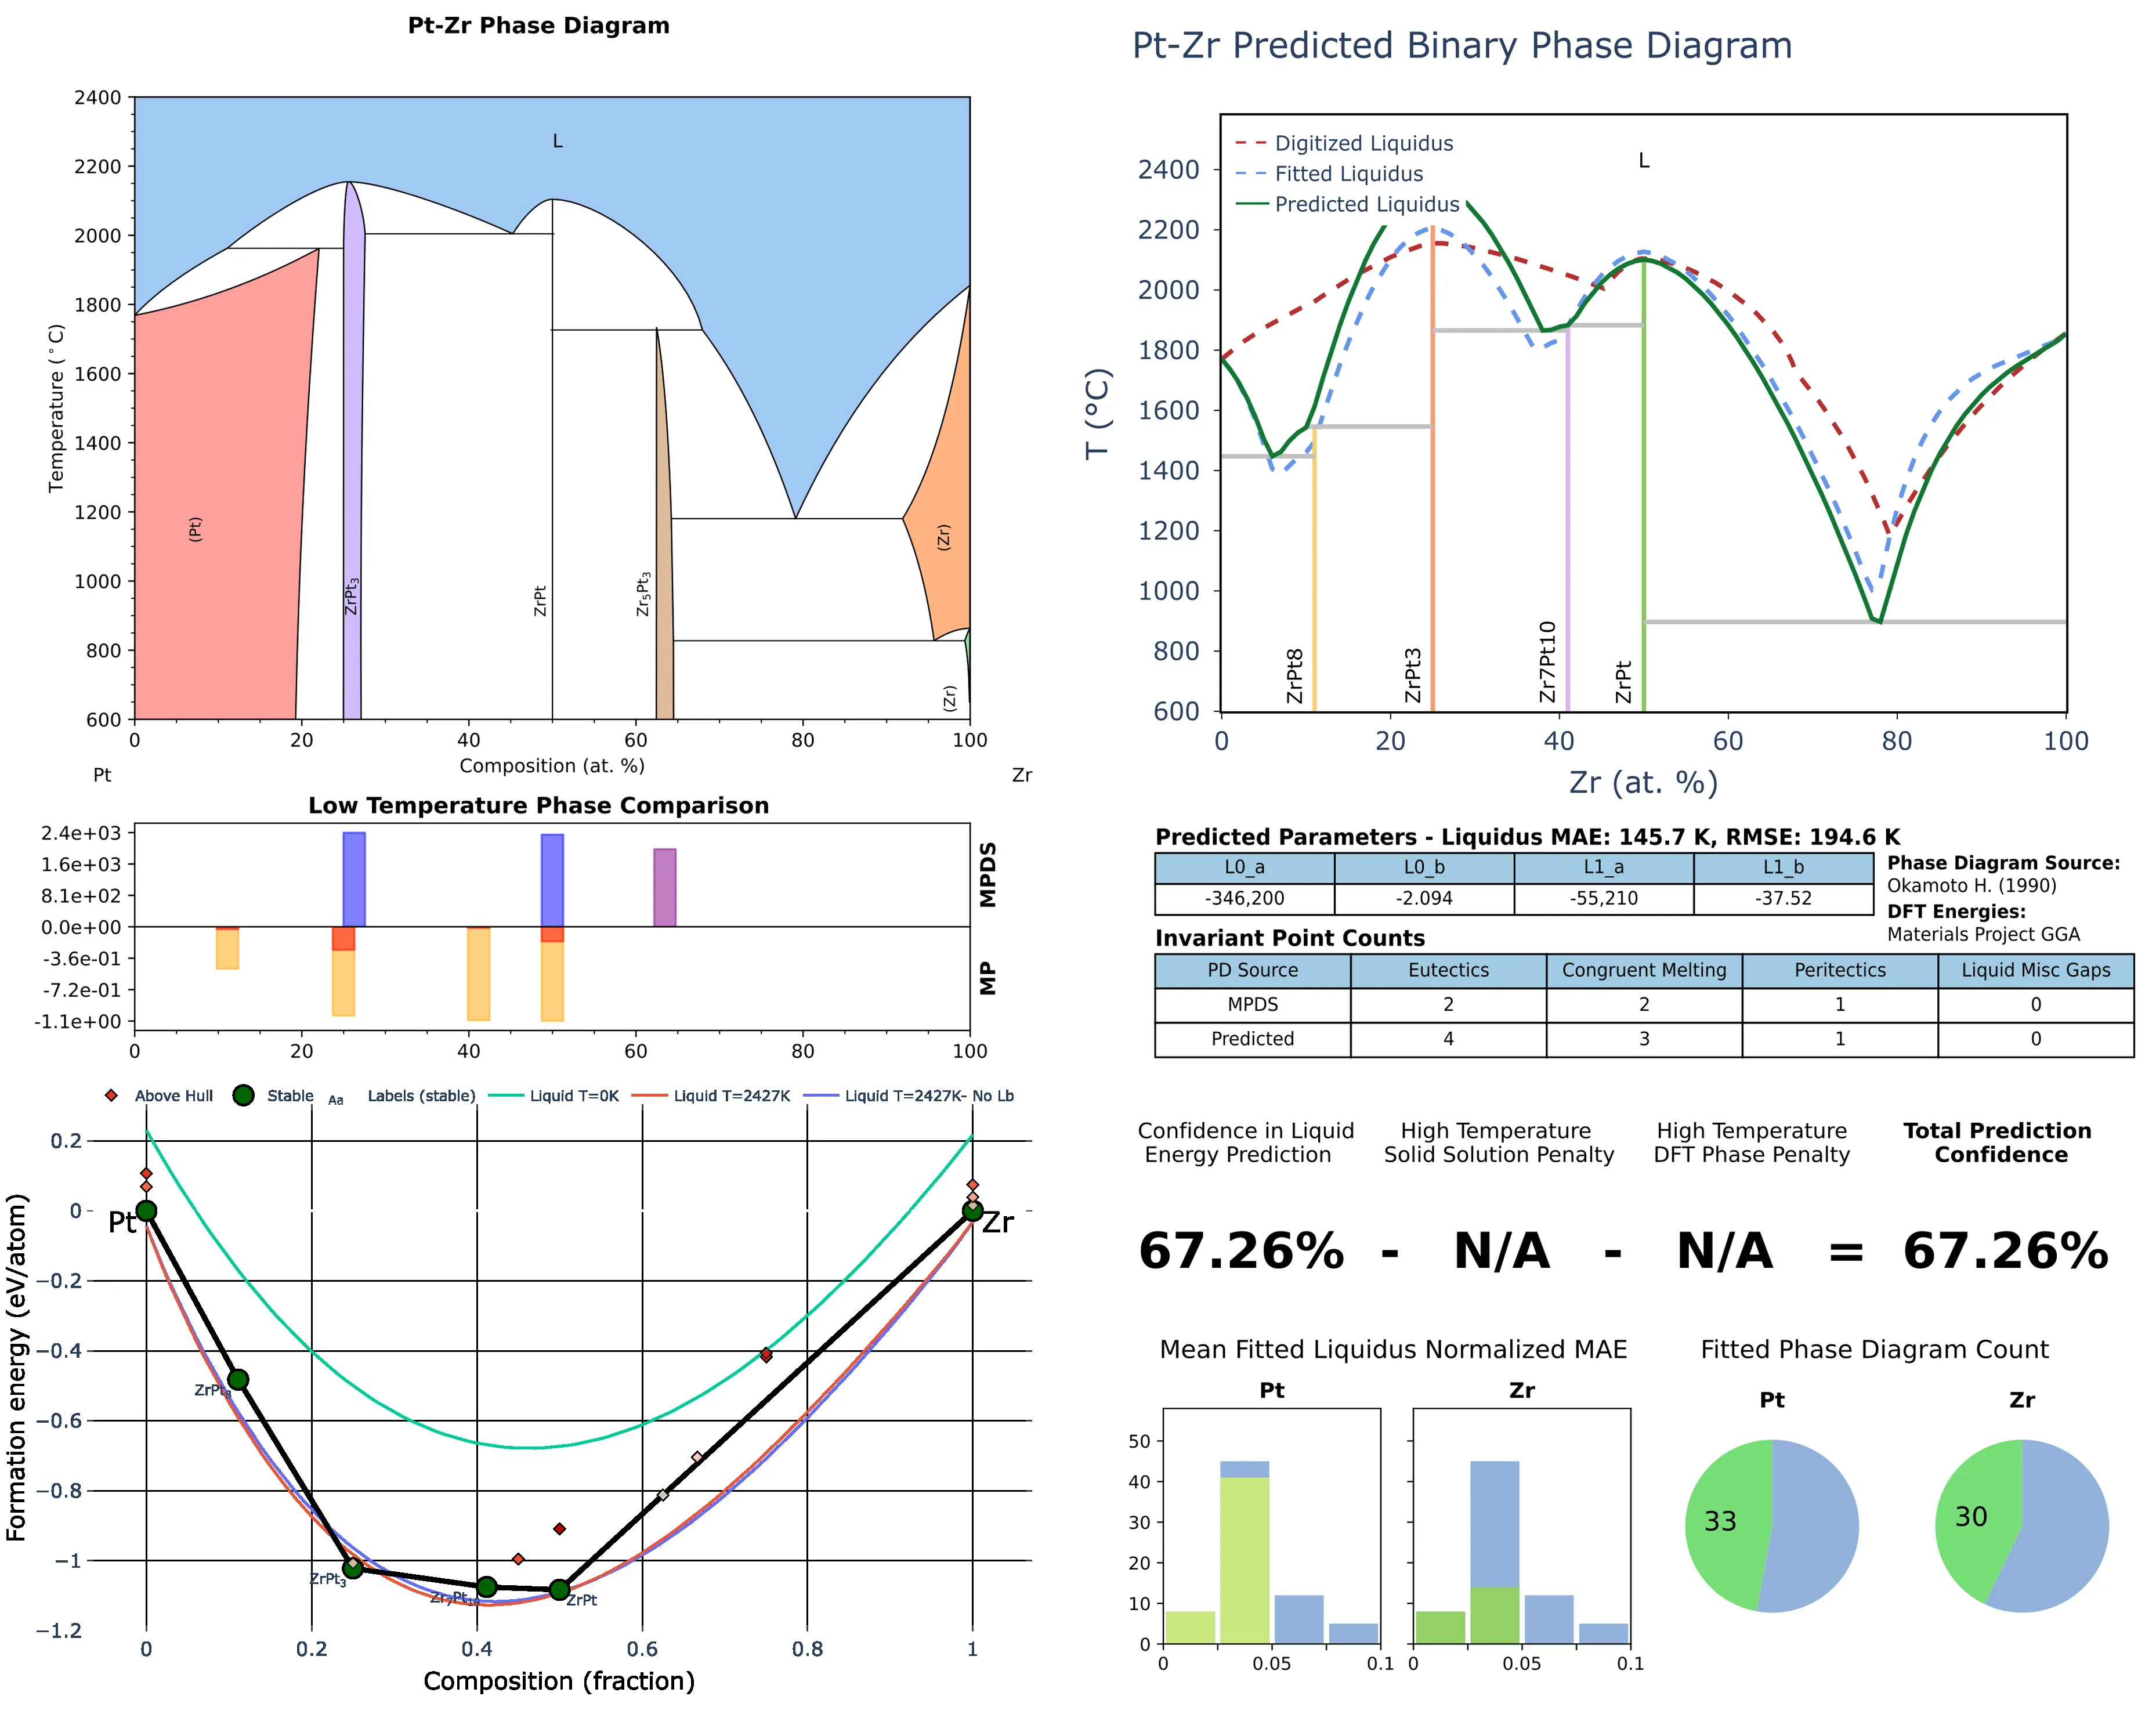 Pt-Zr Phase Diagram
2400
2200
2000
1800
1600
1400
1200
1000
800
600
Temperature (°C)
L
(Pt)
ZrPt₃
ZrPt
Zr₅Pt₃
(Zr)
(Zr)
0 20 40 60 80 100
Composition (at. %)
Pt Zr
Pt-Zr Predicted Binary Phase Diagram
Digitized Liquidus
Fitted Liquidus
Predicted Liquidus
L
2400
2200
2000
1800
1600
1400
1200
1000
800
600
T (°C)
ZrPt8
ZrPt3
Zr7Pt10
ZrPt
0 20 40 60 80 100
Zr (at. %)
Low Temperature Phase Comparison
2.4e+03
1.6e+03
8.1e+02
0.0e+00
-3.6e-01
-7.2e-01
-1.1e+00
MPDS
MP
0 20 40 60 80 100
Predicted Parameters - Liquidus MAE: 145.7 K, RMSE: 194.6 K
L0_a L0_b L1_a L1_b
-346,200 -2.094 -55,210 -37.52
Phase Diagram Source:
Okamoto H. (1990)
DFT Energies:
Materials Project GGA
Invariant Point Counts
PD Source Eutectics Congruent Melting Peritectics Liquid Misc Gaps
MPDS 2 2 1 0
Predicted 4 3 1 0
Above Hull Stable Aa Labels (stable) Liquid T=0K Liquid T=2427K Liquid T=2427K- No Lb
0.2
0
−0.2
−0.4
−0.6
−0.8
−1
−1.2
Formation energy (eV/atom)
Pt
Zr
ZrPt₈
ZrPt₃
Zr₇Pt₁₀
ZrPt
0 0.2 0.4 0.6 0.8 1
Composition (fraction)
Confidence in Liquid
Energy Prediction
High Temperature
Solid Solution Penalty
High Temperature
DFT Phase Penalty
Total Prediction
Confidence
67.26% - N/A - N/A = 67.26%
Mean Fitted Liquidus Normalized MAE
Pt Zr
50
40
30
20
10
0
0 0.05 0.1
0 0.05 0.1
Fitted Phase Diagram Count
Pt Zr
33 30